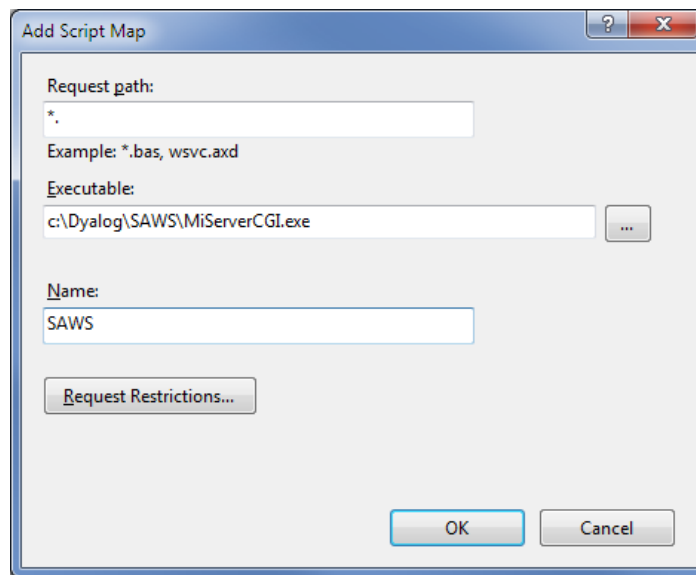 Add Script Map
?
Request path:
*.
Example: *.bas, wsvc.axd
Executable:
c:\Dyalog\SAWS\MiServerCGI.exe
...
Name:
SAWS
Request Restrictions...
OK Cancel